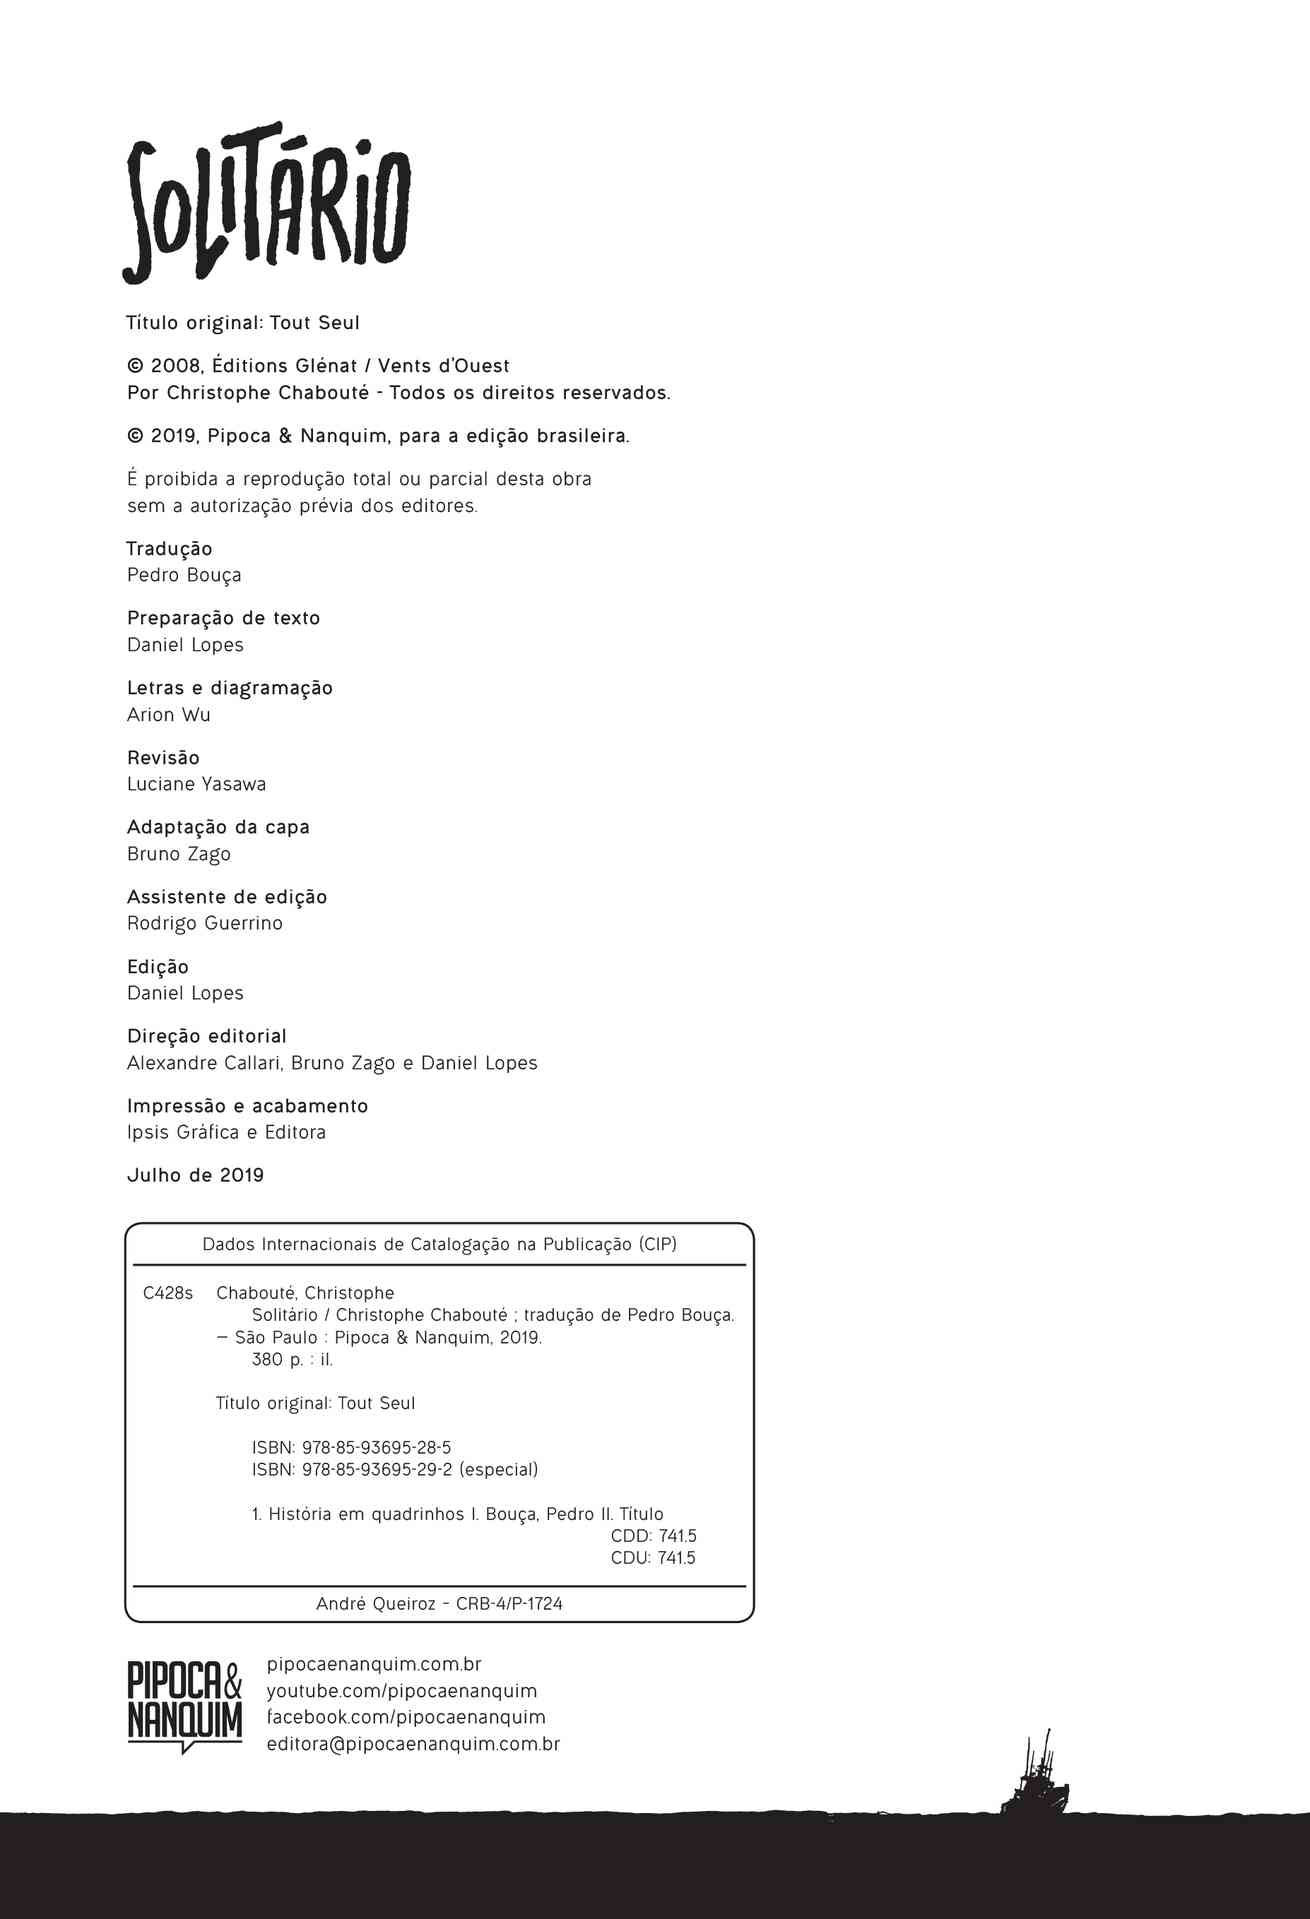 SOLITÁRIO
Título original: Tout Seul
© 2008, Éditions Glénat / Vents d'Ouest
Por Christophe Chabouté - Todos os direitos reservados.
© 2019, Pipoca & Nanquim, para a edição brasileira.
É proibida a reprodução total ou parcial desta obra
sem a autorização prévia dos editores.
Tradução
Pedro Bouça
Preparação de texto
Daniel Lopes
Letras e diagramação
Arion Wu
Revisão
Luciane Yasawa
Adaptação da capa
Bruno Zago
Assistente de edição
Rodrigo Guerrino
Edição
Daniel Lopes
Direção editorial
Alexandre Callari, Bruno Zago e Daniel Lopes
Impressão e acabamento
Ipsis Gráfica e Editora
Julho de 2019
Dados Internacionais de Catalogação na Publicação (CIP)
C428s Chabouté, Christophe
Solitário / Christophe Chabouté ; tradução de Pedro Bouça.
– São Paulo : Pipoca & Nanquim, 2019.
380 p. : il.
Título original: Tout Seul
ISBN: 978-85-93695-28-5
ISBN: 978-85-93695-29-2 (especial)
1. História em quadrinhos I. Bouça, Pedro II. Título
CDD: 741.5
CDU: 741.5
André Queiroz - CRB-4/P-1724
PIPOCA &
NANQUIM
pipocaenanquim.com.br
youtube.com/pipocaenanquim
facebook.com/pipocaenanquim
editora@pipocaenanquim.com.br